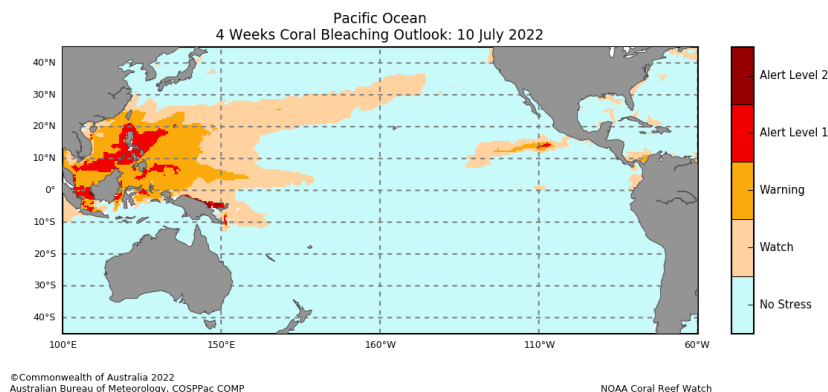 Pacific Ocean
4 Weeks Coral Bleaching Outlook: 10 July 2022
40°N
30°N
20°N
10°N
0°
10°S
20°S
30°S
40°S
100°E
150°E
160°W
110°W
60°W
Alert Level 2
Alert Level 1
Warning
Watch
No Stress
©Commonwealth of Australia 2022
Australian Bureau of Meteorology, COSPPac COMP
NOAA Coral Reef Watch